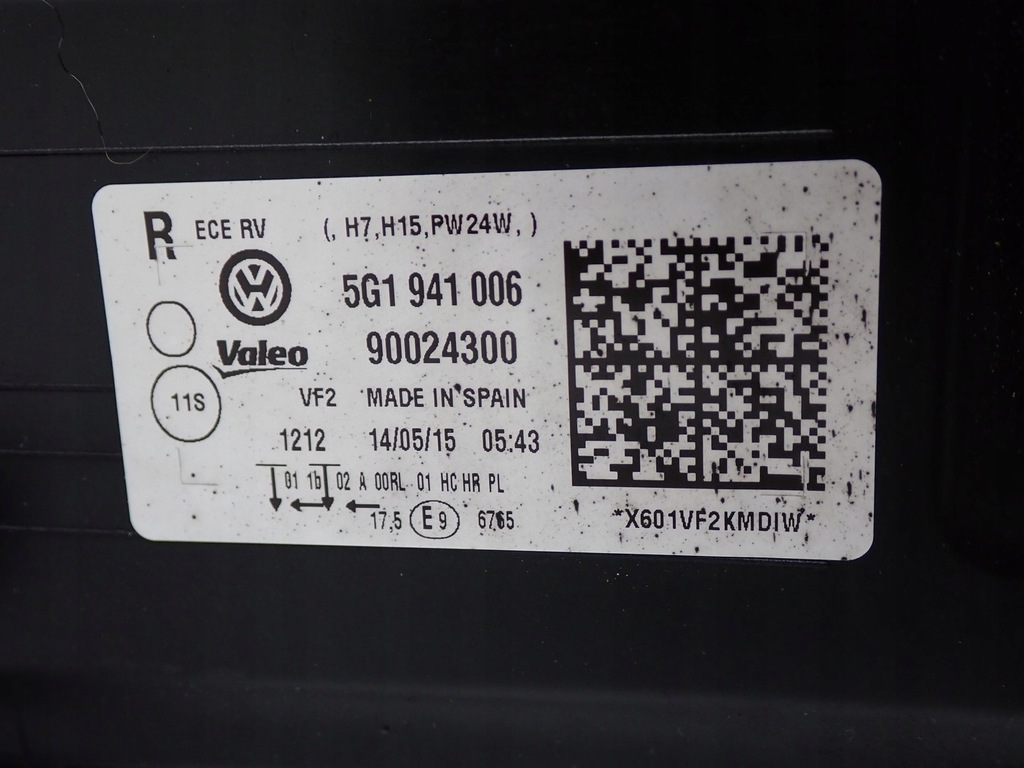 R ECE RV (, H7,H15,PW24W, )
5G1 941 006
Valeo 90024300
11S VF2 MADE IN SPAIN
1212 14/05/15 05:43
01 1b 02 A 00RL 01 HC HR PL
17,5 E9 6765
*X601VF2KMDIW*